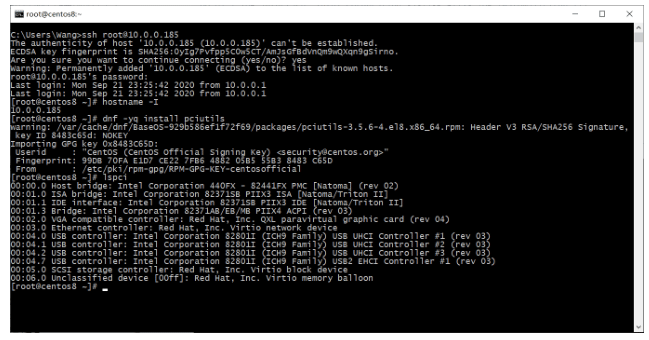 root@centos8:~
C:\Users\Wang>ssh root@10.0.0.185
The authenticity of host '10.0.0.185 (10.0.0.185)' can't be established.
ECDSA key fingerprint is SHA256:0yIg7Pvfpp5COw5CT/AmJsGfBdVnQm9wQXqn9gSirno.
Are you sure you want to continue connecting (yes/no)? yes
Warning: Permanently added '10.0.0.185' (ECDSA) to the list of known hosts.
root@10.0.0.185's password:
Last login: Mon Sep 21 23:25:42 2020 from 10.0.0.1
Last login: Mon Sep 21 23:25:42 2020 from 10.0.0.1
[root@centos8 ~]# hostname -I
10.0.0.185
[root@centos8 ~]# dnf -yq install pciutils
warning: /var/cache/dnf/BaseOS-929b586ef1f72f69/packages/pciutils-3.5.6-4.el8.x86_64.rpm: Header V3 RSA/SHA256 Signature,
key ID 8483c65d: NOKEY
Importing GPG key 0x8483C65D:
Userid : "CentOS (CentOS Official Signing Key) <security@centos.org>"
Fingerprint: 99DB 70FA E1D7 CE22 7FB6 4882 05B5 55B3 8483 C65D
From : /etc/pki/rpm-gpg/RPM-GPG-KEY-centosofficial
[root@centos8 ~]# lspci
00:00.0 Host bridge: Intel Corporation 440FX - 82441FX PMC [Natoma] (rev 02)
00:01.0 ISA bridge: Intel Corporation 82371SB PIIX3 ISA [Natoma/Triton II]
00:01.1 IDE interface: Intel Corporation 82371SB PIIX3 IDE [Natoma/Triton II]
00:01.3 Bridge: Intel Corporation 82371AB/EB/MB PIIX4 ACPI (rev 03)
00:02.0 VGA compatible controller: Red Hat, Inc. QXL paravirtual graphic card (rev 04)
00:03.0 Ethernet controller: Red Hat, Inc. Virtio network device
00:04.0 USB controller: Intel Corporation 82801I (ICH9 Family) USB UHCI Controller #1 (rev 03)
00:04.1 USB controller: Intel Corporation 82801I (ICH9 Family) USB UHCI Controller #2 (rev 03)
00:04.2 USB controller: Intel Corporation 82801I (ICH9 Family) USB UHCI Controller #3 (rev 03)
00:04.7 USB controller: Intel Corporation 82801I (ICH9 Family) USB2 EHCI Controller #1 (rev 03)
00:05.0 SCSI storage controller: Red Hat, Inc. Virtio block device
00:06.0 Unclassified device [00ff]: Red Hat, Inc. Virtio memory balloon
[root@centos8 ~]# _